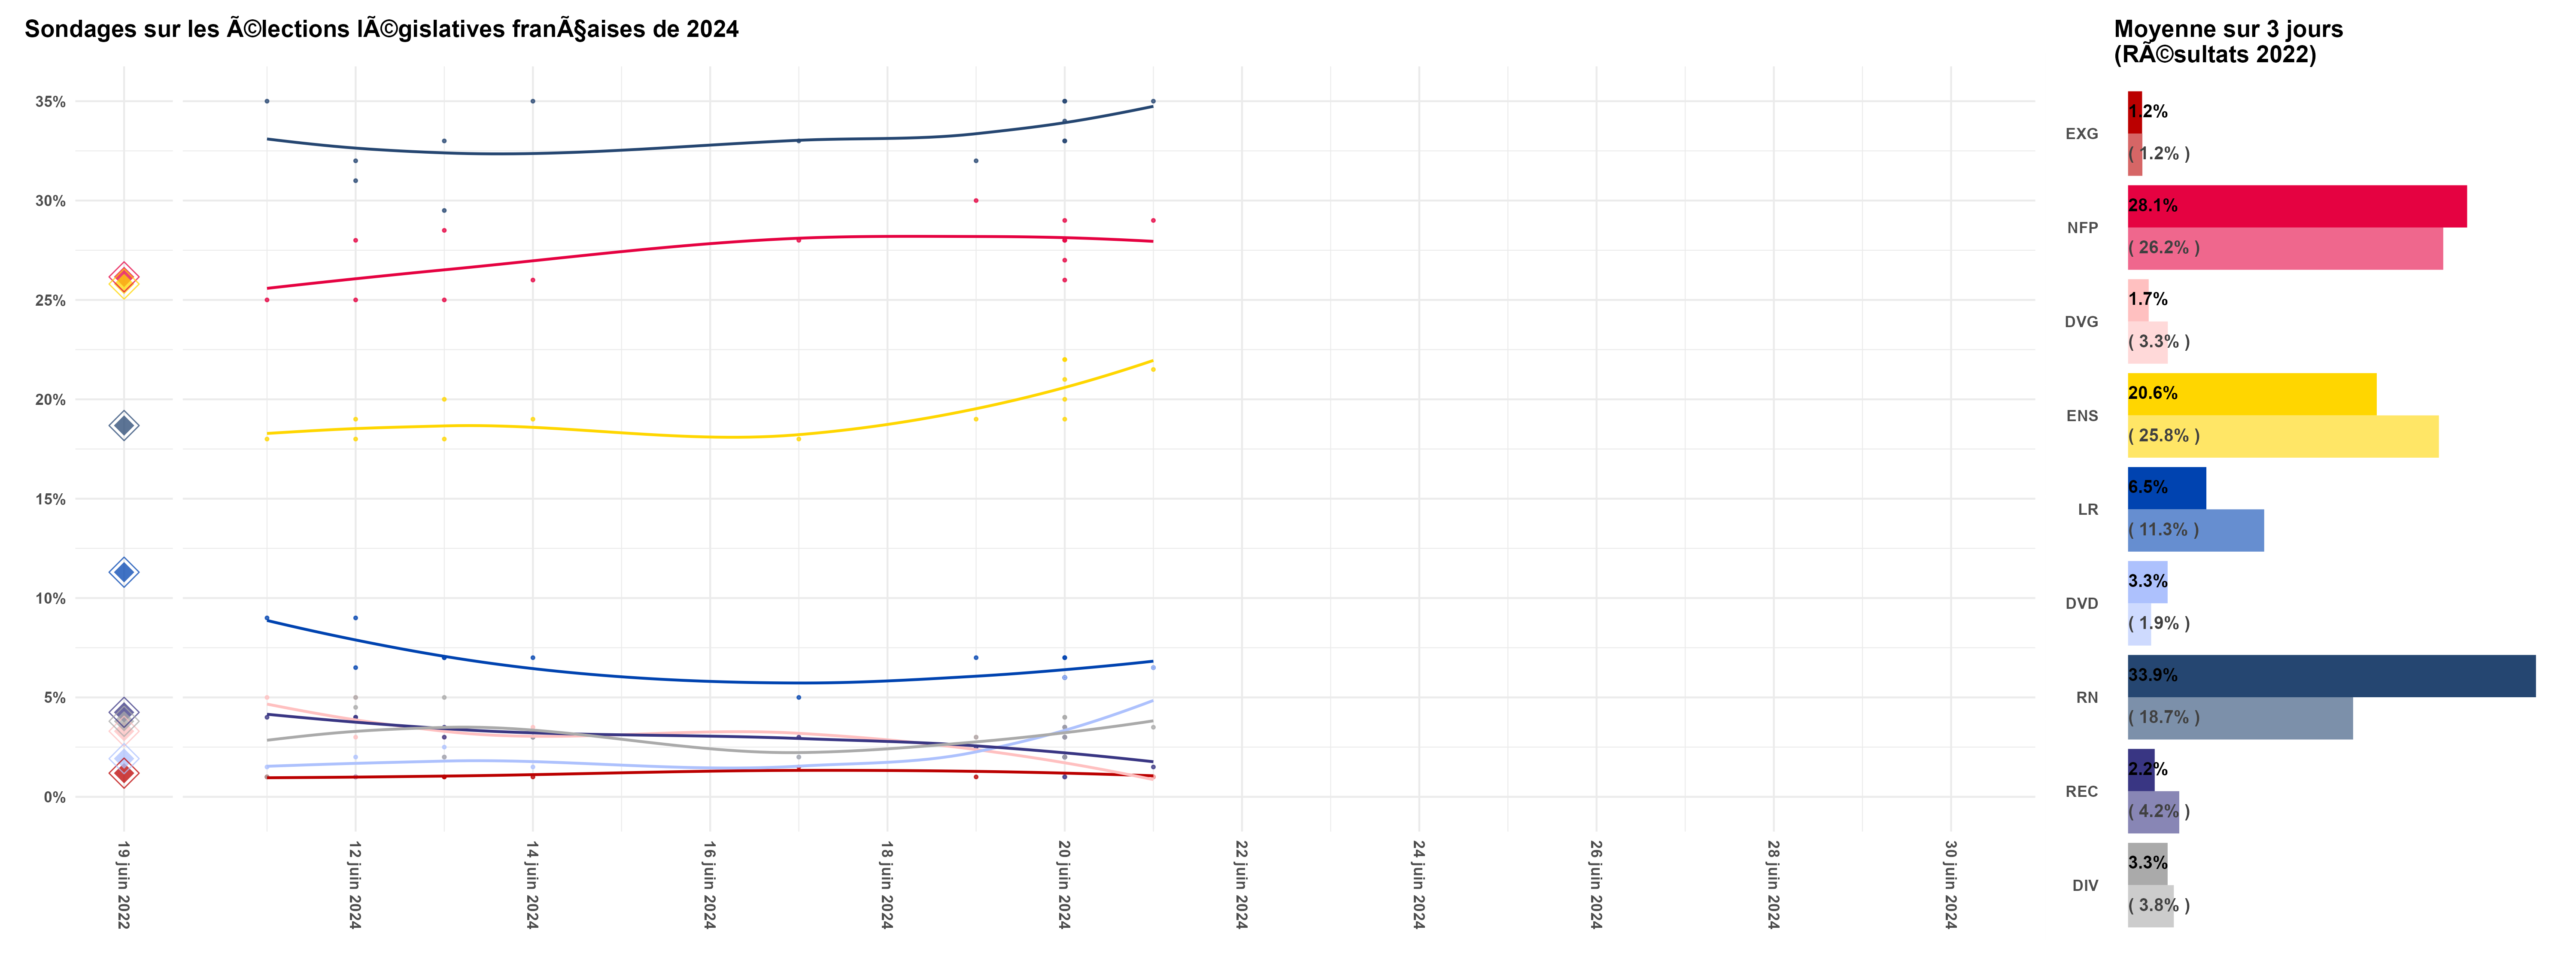 Sondages sur les Ã©lections lÃ©gislatives franÃ§aises de 2024
35%
30%
25%
20%
15%
10%
5%
0%
19 juin 2022
12 juin 2024
14 juin 2024
16 juin 2024
18 juin 2024
20 juin 2024
22 juin 2024
24 juin 2024
26 juin 2024
28 juin 2024
30 juin 2024
Moyenne sur 3 jours
(RÃ©sultats 2022)
EXG
1.2%
( 1.2% )
NFP
28.1%
( 26.2% )
DVG
1.7%
( 3.3% )
ENS
20.6%
( 25.8% )
LR
6.5%
( 11.3% )
DVD
3.3%
( 1.9% )
RN
33.9%
( 18.7% )
REC
2.2%
( 4.2% )
DIV
3.3%
( 3.8% )